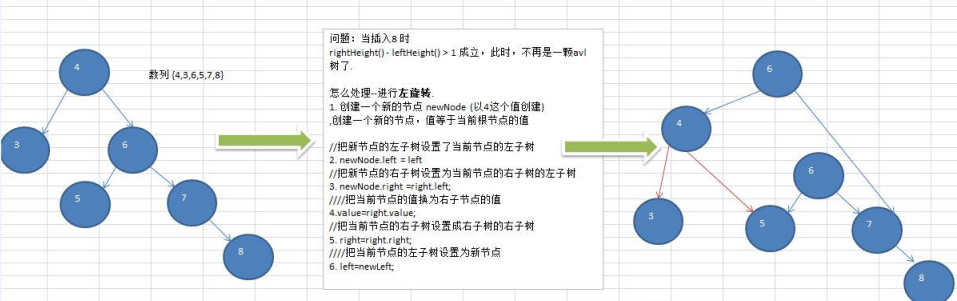 4
数列 {4,3,6,5,7,8}
3
6
5
7
8
问题：当插入8 时
rightHeight() - leftHeight() > 1 成立，此时，不再是一颗avl
树了.
怎么处理--进行左旋转.
1. 创建一个新的节点 newNode (以4这个值创建)
,创建一个新的节点，值等于当前根节点的值
//把新节点的左子树设置了当前节点的左子树
2. newNode.left = left
//把新节点的右子树设置为当前节点的右子树的左子树
3. newNode.right =right.left;
////把当前节点的值换为右子节点的值
4.value=right.value;
//把当前节点的右子树设置成右子树的右子树
5. right=right.right;
////把当前节点的左子树设置为新节点
6. left=newLeft;
6
4
6
3
5
7
8